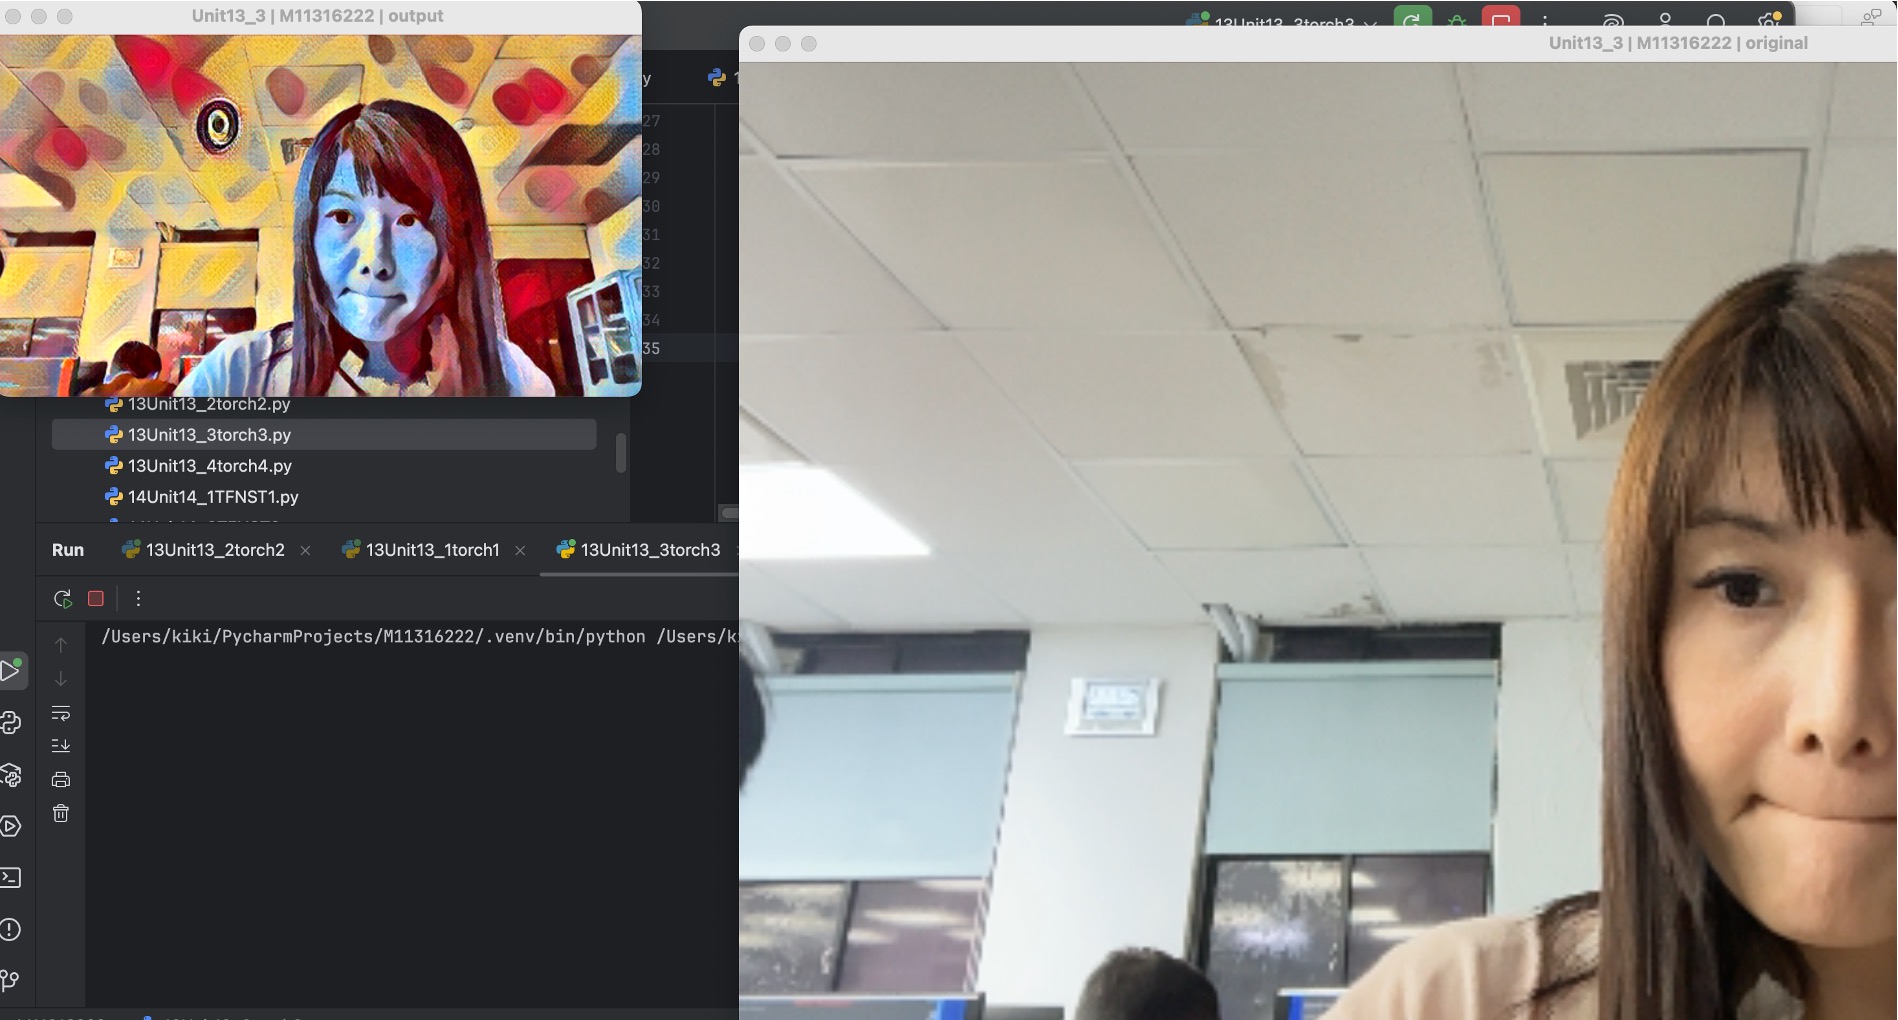 Unit13_3 | M11316222 | output
13Unit13_3torch3
Unit13_3 | M11316222 | original
y
27
28
29
30
31
32
33
34
35
13Unit13_2torch2.py
13Unit13_3torch3.py
13Unit13_4torch4.py
14Unit14_1TFNST1.py
Run
13Unit13_2torch2
13Unit13_1torch1
13Unit13_3torch3
/Users/kiki/PycharmProjects/M11316222/.venv/bin/python /Users/k